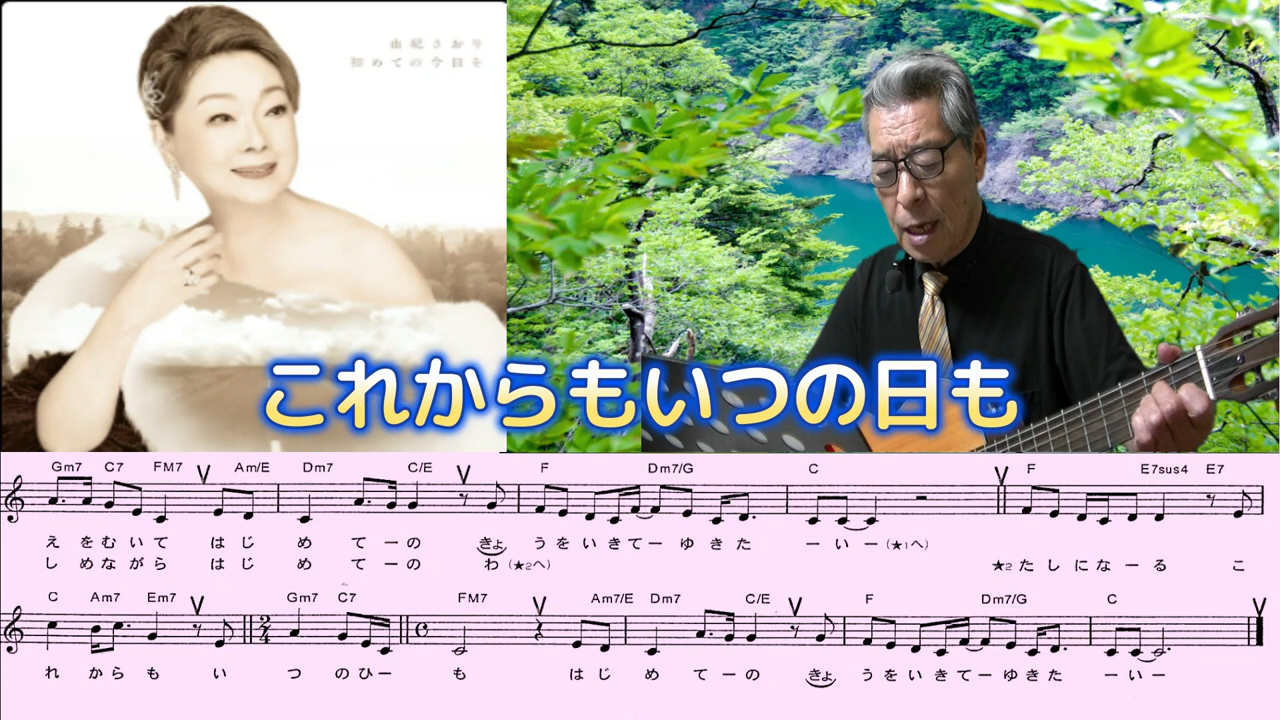 由紀さおり
初めての今日を
これからもいつの日も
Gm7 C7 FM7 Am/E Dm7 C/E F Dm7/G C F E7sus4 E7
え をむいて はじ め てーの きょ うをいきてーゆきた ーいー(★1へ)
し めながら はじ め てーの わ(★2へ) ★2たしになーる こ
C Am7 Em7 Gm7 C7 FM7 Am7/E Dm7 C/E F Dm7/G C
2
4
れ からも い つ のひー も はじ め てーの きょ うをいきてーゆきた ーいー